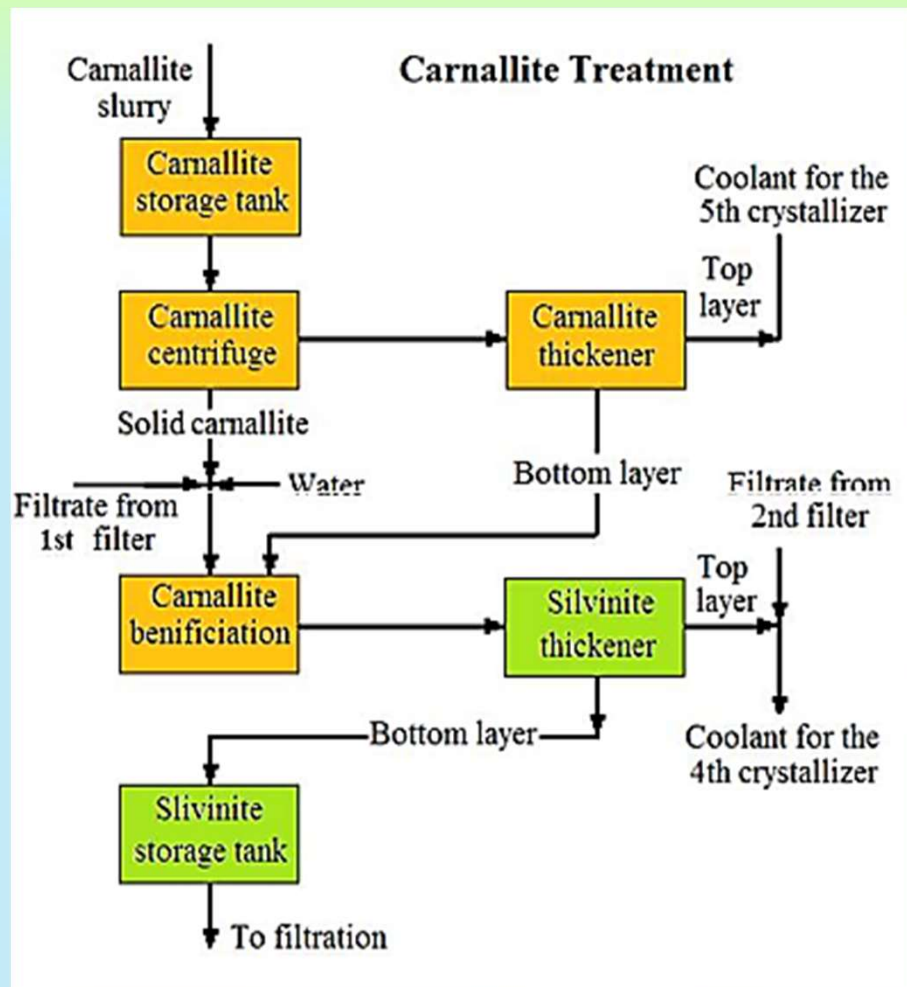 Carnallite Treatment
Carnallite
slurry
Carnallite
storage tank
Coolant for the
5th crystallizer
Carnallite
centrifuge
Carnallite
thickener
Top
layer
Solid carnallite
Water
Filtrate from
1st filter
Bottom layer
Filtrate from
2nd filter
Carnallite
benificiation
Silvinite
thickener
Top
layer
Bottom layer
Coolant for the
4th crystallizer
Slivinite
storage tank
To filtration